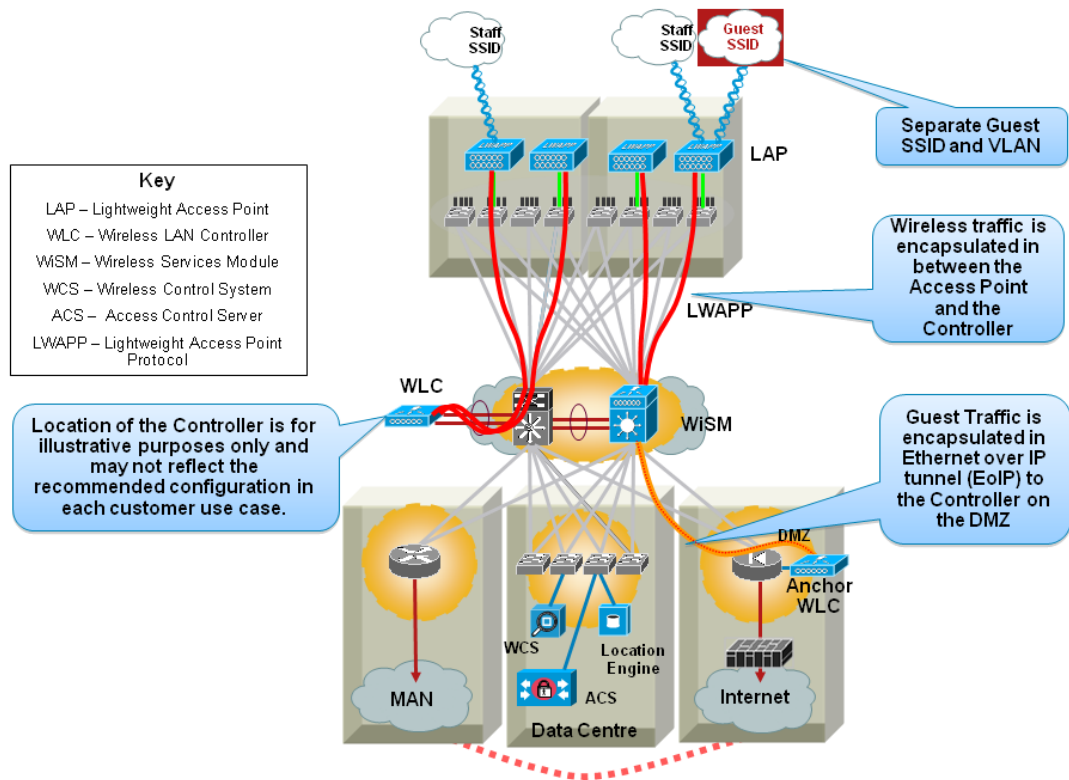 Staff
SSID
Staff
SSID
Guest
SSID
Separate Guest
SSID and VLAN
LWAPP
LWAPP
LWAPP
LWAPP
LAP
Key
LAP – Lightweight Access Point
WLC – Wireless LAN Controller
WiSM – Wireless Services Module
WCS – Wireless Control System
ACS – Access Control Server
LWAPP – Lightweight Access Point
Protocol
Wireless traffic is
encapsulated in
between the
Access Point
and the
Controller
LWAPP
WLC
WiSM
Location of the Controller is for
illustrative purposes only and
may not reflect the
recommended configuration in
each customer use case.
Guest Traffic is
encapsulated in
Ethernet over IP
tunnel (EoIP) to
the Controller on
the DMZ
DMZ
Anchor
WLC
WCS
Location
Engine
ACS
MAN
Internet
Data Centre